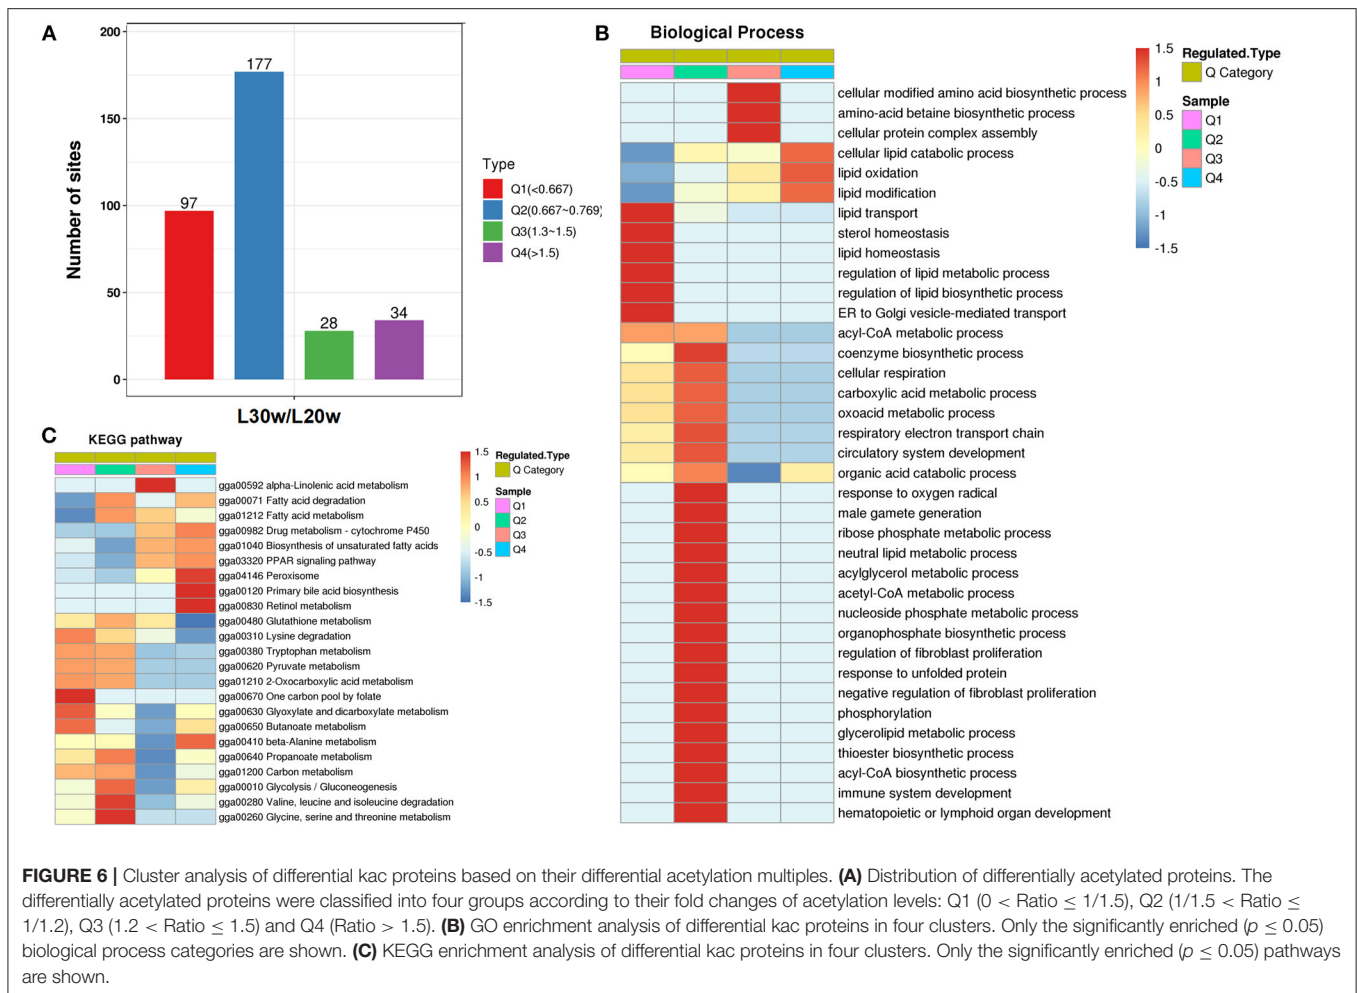 A
200
150
100
50
0
Number of sites
97
177
28
34
L30w/L20w
Type
Q1(<0.667)
Q2(0.667~0.769)
Q3(1.3~1.5)
Q4(>1.5)
B
Biological Process
cellular modified amino acid biosynthetic process
amino-acid betaine biosynthetic process
cellular protein complex assembly
cellular lipid catabolic process
lipid oxidation
lipid modification
lipid transport
sterol homeostasis
lipid homeostasis
regulation of lipid metabolic process
regulation of lipid biosynthetic process
ER to Golgi vesicle-mediated transport
acyl-CoA metabolic process
coenzyme biosynthetic process
cellular respiration
carboxylic acid metabolic process
oxoacid metabolic process
respiratory electron transport chain
circulatory system development
organic acid catabolic process
response to oxygen radical
male gamete generation
ribose phosphate metabolic process
neutral lipid metabolic process
acylglycerol metabolic process
acetyl-CoA metabolic process
nucleoside phosphate metabolic process
organophosphate biosynthetic process
regulation of fibroblast proliferation
response to unfolded protein
negative regulation of fibroblast proliferation
phosphorylation
glycerolipid metabolic process
thioester biosynthetic process
acyl-CoA biosynthetic process
immune system development
hematopoietic or lymphoid organ development
1.5
1
0.5
0
-0.5
-1
-1.5
Regulated.Type
Q Category
Sample
Q1
Q2
Q3
Q4
C
KEGG pathway
gga00592 alpha-Linolenic acid metabolism
gga00071 Fatty acid degradation
gga01212 Fatty acid metabolism
gga00982 Drug metabolism - cytochrome P450
gga01040 Biosynthesis of unsaturated fatty acids
gga03320 PPAR signaling pathway
gga04146 Peroxisome
gga00120 Primary bile acid biosynthesis
gga00830 Retinol metabolism
gga00480 Glutathione metabolism
gga00310 Lysine degradation
gga00380 Tryptophan metabolism
gga00620 Pyruvate metabolism
gga01210 2-Oxocarboxylic acid metabolism
gga00670 One carbon pool by folate
gga00630 Glyoxylate and dicarboxylate metabolism
gga00650 Butanoate metabolism
gga00410 beta-Alanine metabolism
gga00640 Propanoate metabolism
gga01200 Carbon metabolism
gga00010 Glycolysis / Gluconeogenesis
gga00280 Valine, leucine and isoleucine degradation
gga00260 Glycine, serine and threonine metabolism
1.5
1
0.5
0
-0.5
-1
-1.5
Regulated.Type
Q Category
Sample
Q1
Q2
Q3
Q4
FIGURE 6 | Cluster analysis of differential kac proteins based on their differential acetylation multiples. (A) Distribution of differentially acetylated proteins. The
differentially acetylated proteins were classified into four groups according to their fold changes of acetylation levels: Q1 (0 < Ratio ≤ 1/1.5), Q2 (1/1.5 < Ratio ≤
1/1.2), Q3 (1.2 < Ratio ≤ 1.5) and Q4 (Ratio > 1.5). (B) GO enrichment analysis of differential kac proteins in four clusters. Only the significantly enriched (p ≤ 0.05)
biological process categories are shown. (C) KEGG enrichment analysis of differential kac proteins in four clusters. Only the significantly enriched (p ≤ 0.05) pathways
are shown.